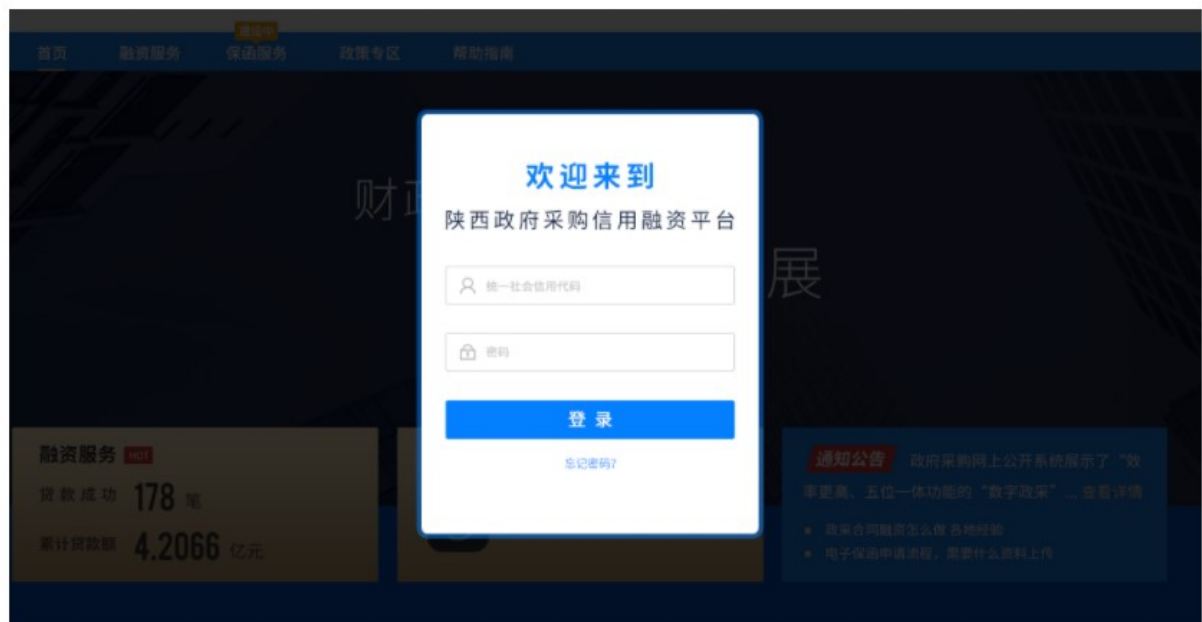 建设中
首页 融资服务 保函服务 政策专区 帮助指南
欢迎来到
陕西政府采购信用融资平台
财政
展
统一社会信用代码
密码
登录
忘记密码?
融资服务 HOT
贷款成功 178 笔
累计贷款额 4.2066 亿元
通知公告 政府采购网上公开系统展示了“效
率更高、五位一体功能的“数字政采”... 查看详情
政采合同融资怎么做 各地经验
电子保函申请流程，需要什么资料上传